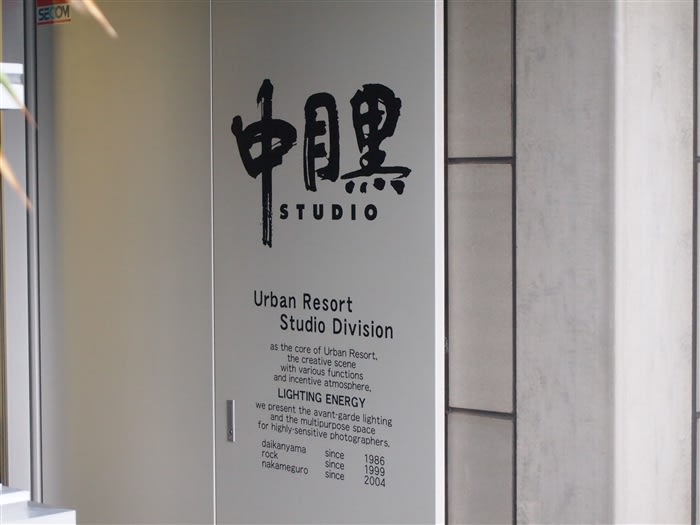 SECOM
中目黒
STUDIO
Urban Resort
Studio Division
as the core of Urban Resort,
the creative scene
with various functions
and incentive atmosphere,
LIGHTING ENERGY
we present the avant-garde lighting
and the multipurpose space
for highly-sensitive photographers.
daikanyama since 1986
rock since 1999
nakameguro since 2004